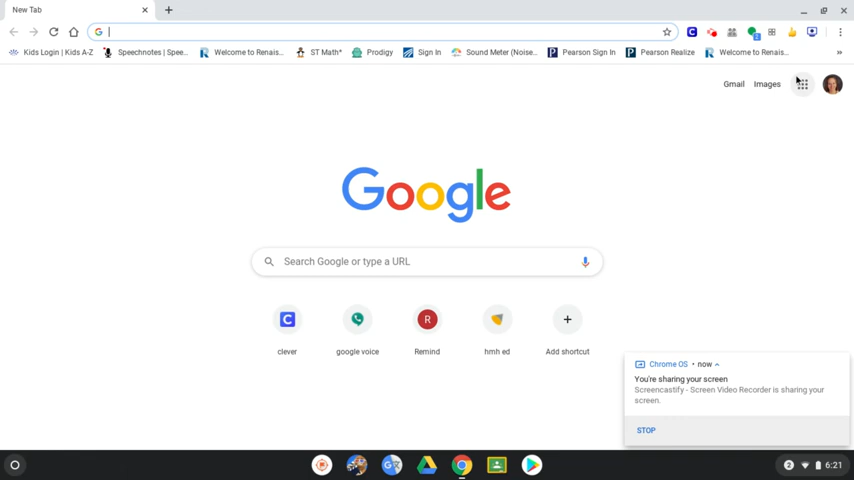 New Tab
Kids Login | Kids A-Z
Speechnotes | Spee...
Welcome to Renais...
ST Math*
Prodigy
Sign In
Sound Meter (Noise...
Pearson Sign In
Pearson Realize
Welcome to Renais...
Gmail
Images
Google
Search Google or type a URL
clever
google voice
Remind
hmh ed
Add shortcut
Chrome OS • now
You're sharing your screen
Screencastify - Screen Video Recorder is sharing your
screen.
STOP
2
6:21